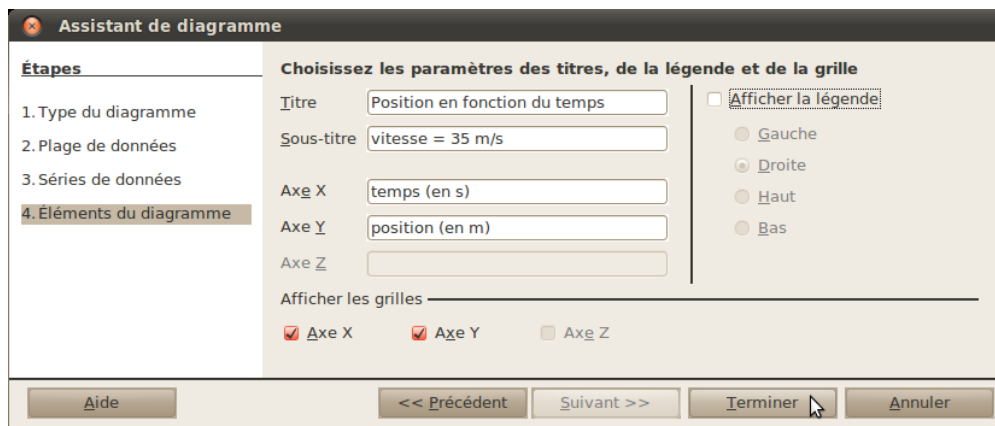 Assistant de diagramme
Étapes
1. Type du diagramme
2. Plage de données
3. Séries de données
4. Éléments du diagramme
Choisissez les paramètres des titres, de la légende et de la grille
Titre Position en fonction du temps
Sous-titre vitesse = 35 m/s
Axe X temps (en s)
Axe Y position (en m)
Axe Z
Afficher la légende
Gauche
Droite
Haut
Bas
Afficher les grilles
Axe X Axe Y Axe Z
Aide << Précédent Suivant >> Terminer Annuler